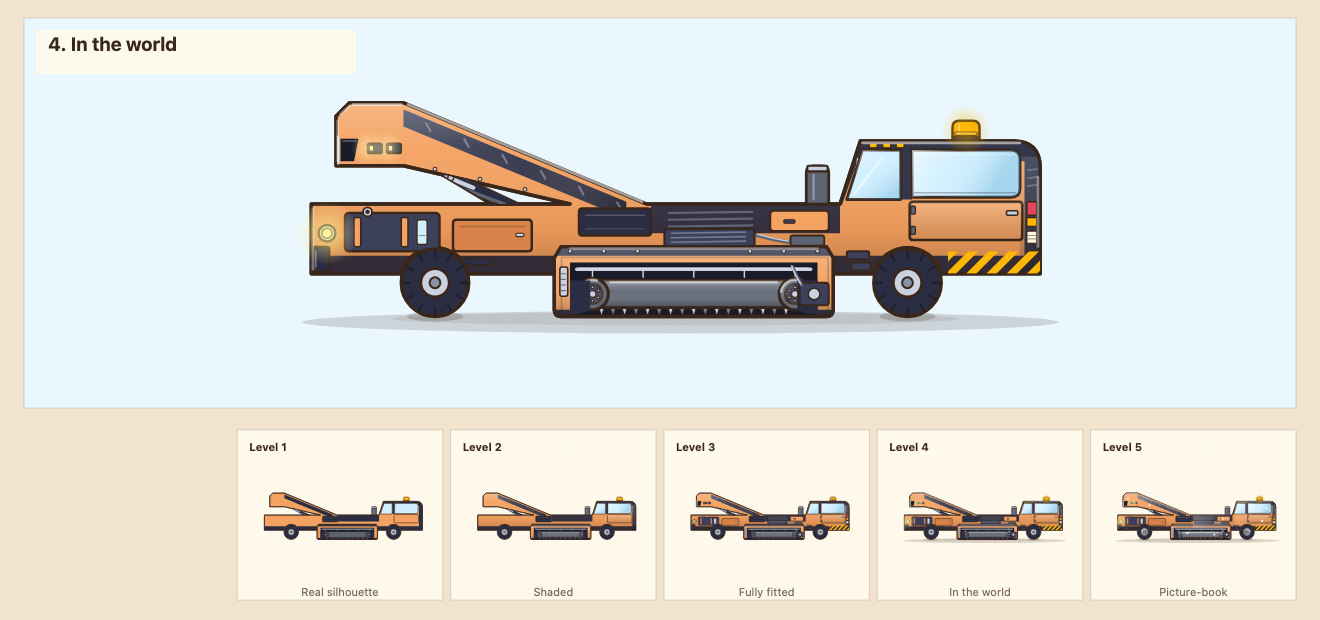 4. In the world
Level 1
Real silhouette
Level 2
Shaded
Level 3
Fully fitted
Level 4
In the world
Level 5
Picture-book